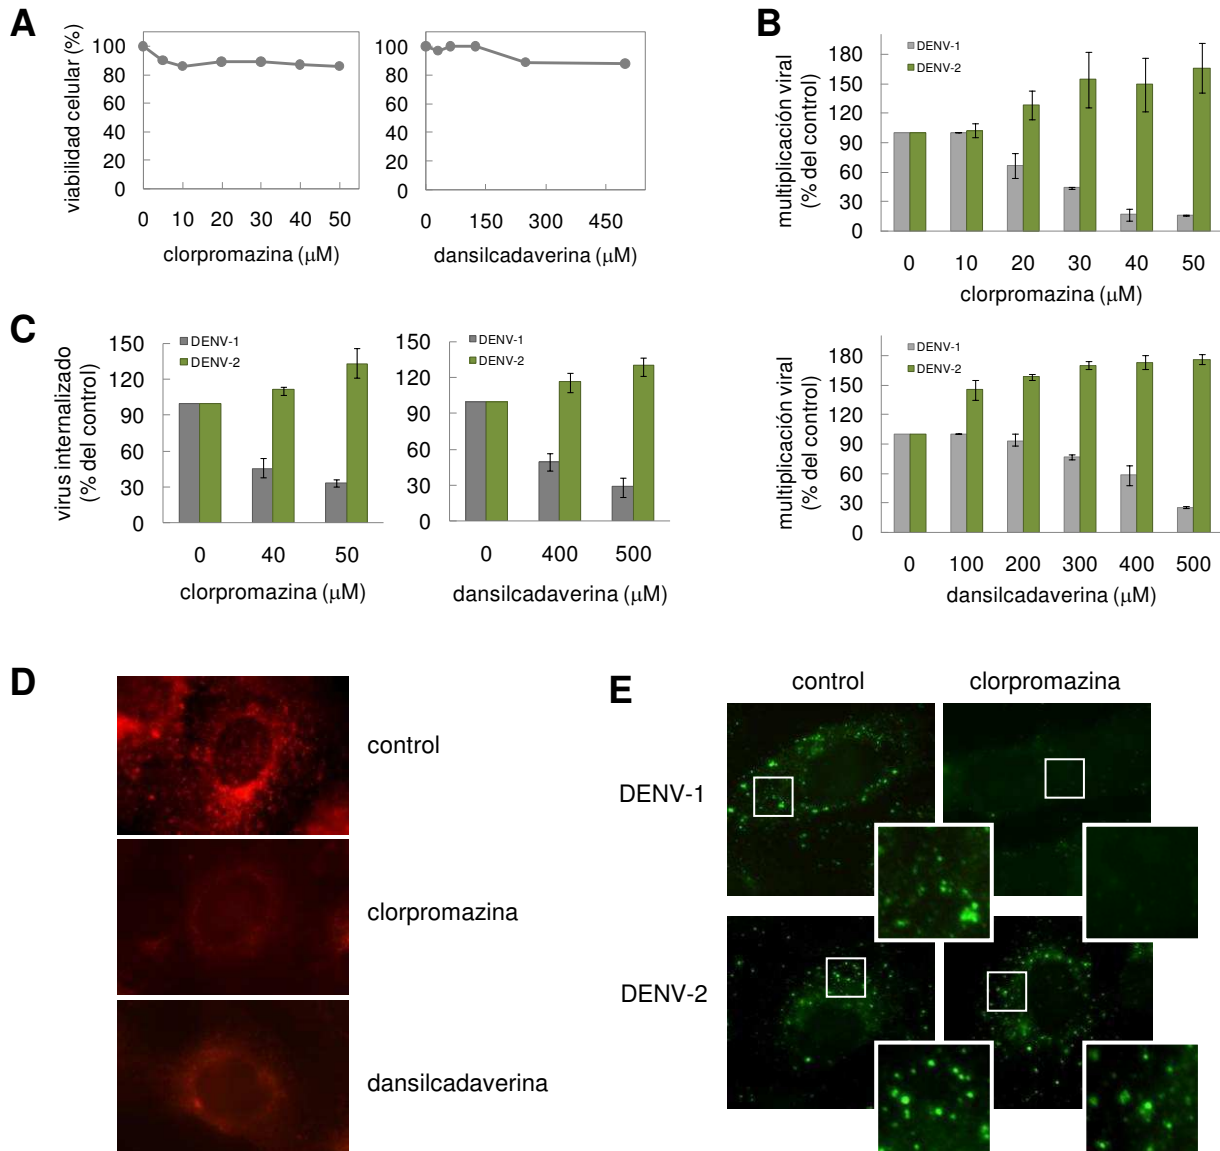 A
viabilidad celular (%)
100
80
60
40
20
0
0 10 20 30 40 50
clorpromazina (μM)
100
80
60
40
20
0
0 150 300 450
dansilcadaverina (μM)
B
multiplicación viral
(% del control)
DENV-1
DENV-2
180
150
120
90
60
30
0
0 10 20 30 40 50
clorpromazina (μM)
multiplicación viral
(% del control)
DENV-1
DENV-2
180
150
120
90
60
30
0
0 100 200 300 400 500
dansilcadaverina (μM)
C
virus internalizado
(% del control)
DENV-1
DENV-2
150
120
90
60
30
0
0 40 50
clorpromazina (μM)
DENV-1
DENV-2
150
120
90
60
30
0
0 400 500
dansilcadaverina (μM)
D
control
clorpromazina
dansilcadaverina
E
control clorpromazina
DENV-1
DENV-2